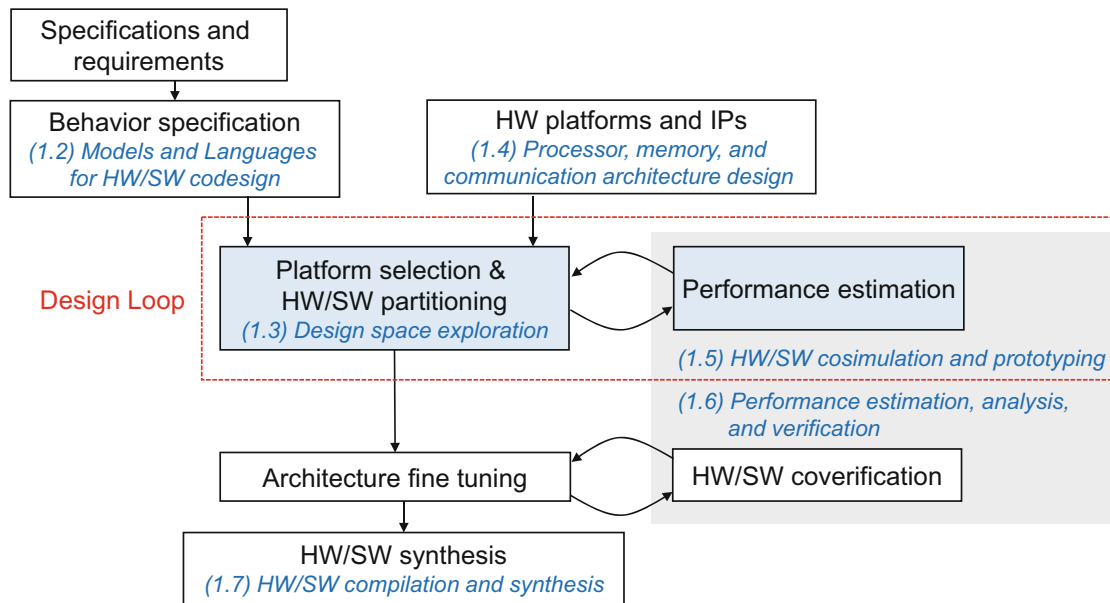 Specifications and
requirements
Behavior specification
(1.2) Models and Languages
for HW/SW codesign
HW platforms and IPs
(1.4) Processor, memory, and
communication architecture design
Design Loop
Platform selection &
HW/SW partitioning
(1.3) Design space exploration
Performance estimation
(1.5) HW/SW cosimulation and prototyping
(1.6) Performance estimation, analysis,
and verification
Architecture fine tuning
HW/SW coverification
HW/SW synthesis
(1.7) HW/SW compilation and synthesis